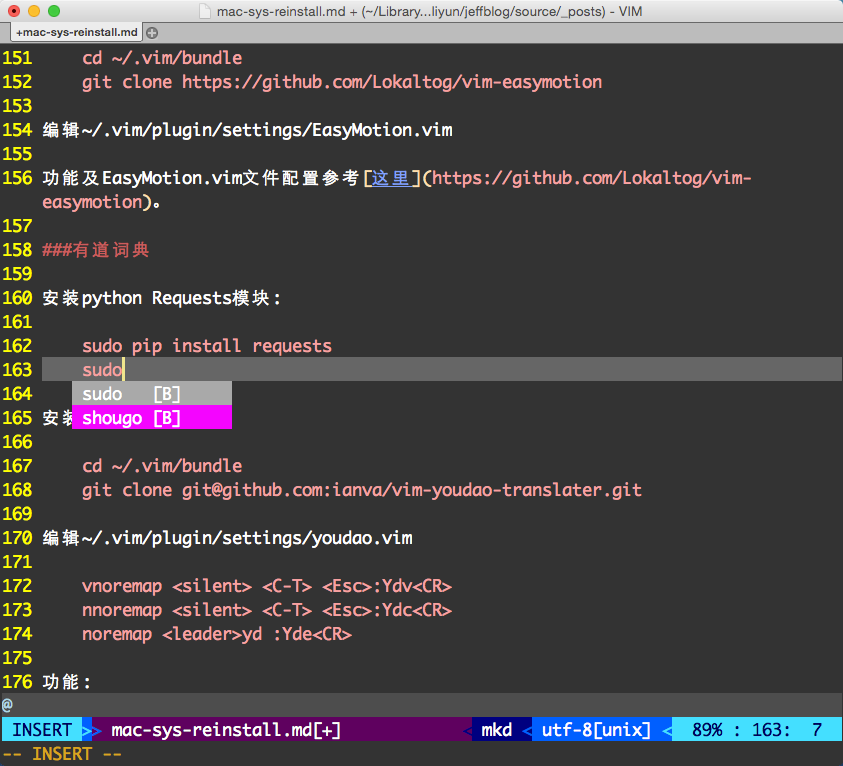 mac-sys-reinstall.md + (~/Library...liyun/jeffblog/source/_posts) - VIM
+mac-sys-reinstall.md
151 cd ~/.vim/bundle
152 git clone https://github.com/Lokaltog/vim-easymotion
153
154 编辑~/.vim/plugin/settings/EasyMotion.vim
155
156 功能及EasyMotion.vim文件配置参考[这里](https://github.com/Lokaltog/vim-
easymotion)。
157
158 ###有道词典
159
160 安装python Requests模块:
161
162 sudo pip install requests
163 sudo
164 sudo [B]
165 安装 shougo [B]
166
167 cd ~/.vim/bundle
168 git clone git@github.com:ianva/vim-youdao-translater.git
169
170 编辑~/.vim/plugin/settings/youdao.vim
171
172 vnoremap <silent> <C-T> <Esc>:Ydv<CR>
173 nnoremap <silent> <C-T> <Esc>:Ydc<CR>
174 noremap <leader>yd :Yde<CR>
175
176 功能:
@
INSERT >> mac-sys-reinstall.md[+] < mkd < utf-8[unix] < 89% : 163: 7
-- INSERT --